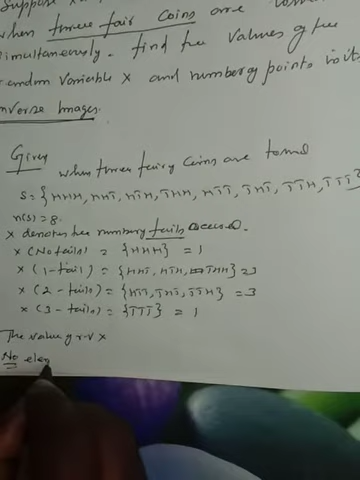 Suppose
when three fair Coins are
simultaneously. find the values of the
random variable X and number of points in its
inverse Images.
Given when three fairy Coins are tossed
S = {HHH, HHT, HTH, THH, HTT, THT, TTH, TTT}
n(S) = 8.
X denotes the number of tails
X (No tails) = {HHH} = 1
X (1-tail) = {HHT, HTH, THH} = 3
X (2-tails) = {HTT, THT, TTH} = 3
X (3-tails) = {TTT} = 1
The value of r.v X
No elem